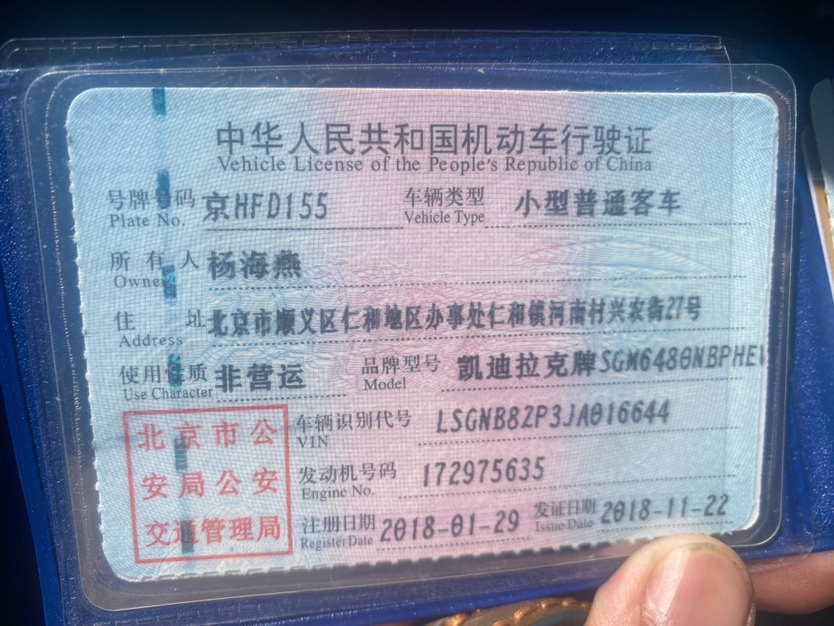 中华人民共和国机动车行驶证
Vehicle License of the People's Republic of China
号牌号码 京HFD155 车辆类型 小型普通客车
Plate No. Vehicle Type
所有人 杨海燕
Owner
住址 北京市顺义区仁和地区办事处仁和镇河南村兴农街27号
Address
使用性质 非营运 品牌型号 凯迪拉克牌SGM6480NBPHEV
Use Character Model
北京市公
安局公安
交通管理局
车辆识别代号 LSGNB8ZP3JA016644
VIN
发动机号码 172975635
Engine No.
注册日期 2018-01-29 发证日期 2018-11-22
Register Date Issue Date